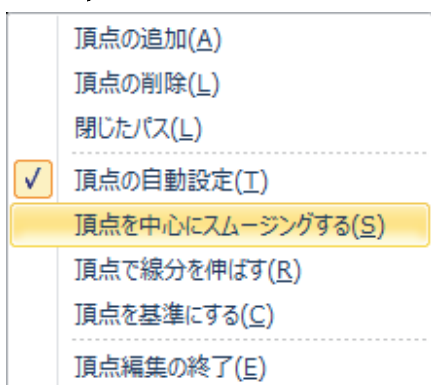 頂点の追加(A)
頂点の削除(L)
閉じたパス(L)
頂点の自動設定(T)
頂点を中心にスムージングする(S)
頂点で線分を伸ばす(R)
頂点を基準にする(C)
頂点編集の終了(E)